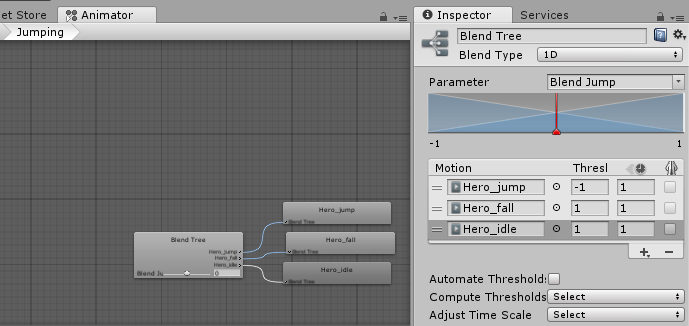 et Store
Animator
Jumping
Blend Tree
Hero_jump
Hero_fall
Hero_idle
Blend Ju
0
Hero_jump
Blend Tree
Hero_fall
Blend Tree
Hero_idle
Blend Tree
Inspector
Services
Blend Tree
Blend Type
1D
Parameter
Blend Jump
-1
1
Motion
Thresl
Hero_jump
-1
1
Hero_fall
1
1
Hero_idle
1
1
Automate Threshold:
Compute Thresholds
Select
Adjust Time Scale
Select